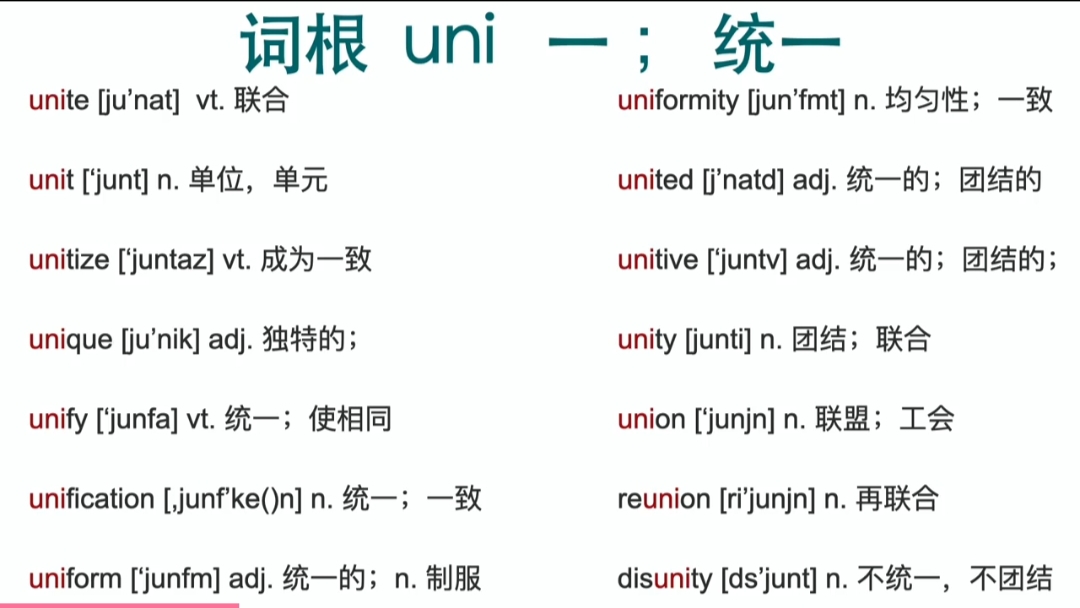 词根 uni 一； 统一
unite [ju’nat] vt. 联合
unit [‘junt] n. 单位，单元
unitize [‘juntaz] vt. 成为一致
unique [ju’nik] adj. 独特的；
unify [‘junfa] vt. 统一；使相同
unification [,junf’ke()n] n. 统一；一致
uniform [‘junfm] adj. 统一的；n. 制服
uniformity [jun’fmt] n. 均匀性；一致
united [j’natd] adj. 统一的；团结的
unitive [‘juntv] adj. 统一的；团结的；
unity [junti] n. 团结；联合
union [‘junjn] n. 联盟；工会
reunion [ri’junjn] n. 再联合
disunity [ds’junt] n. 不统一，不团结